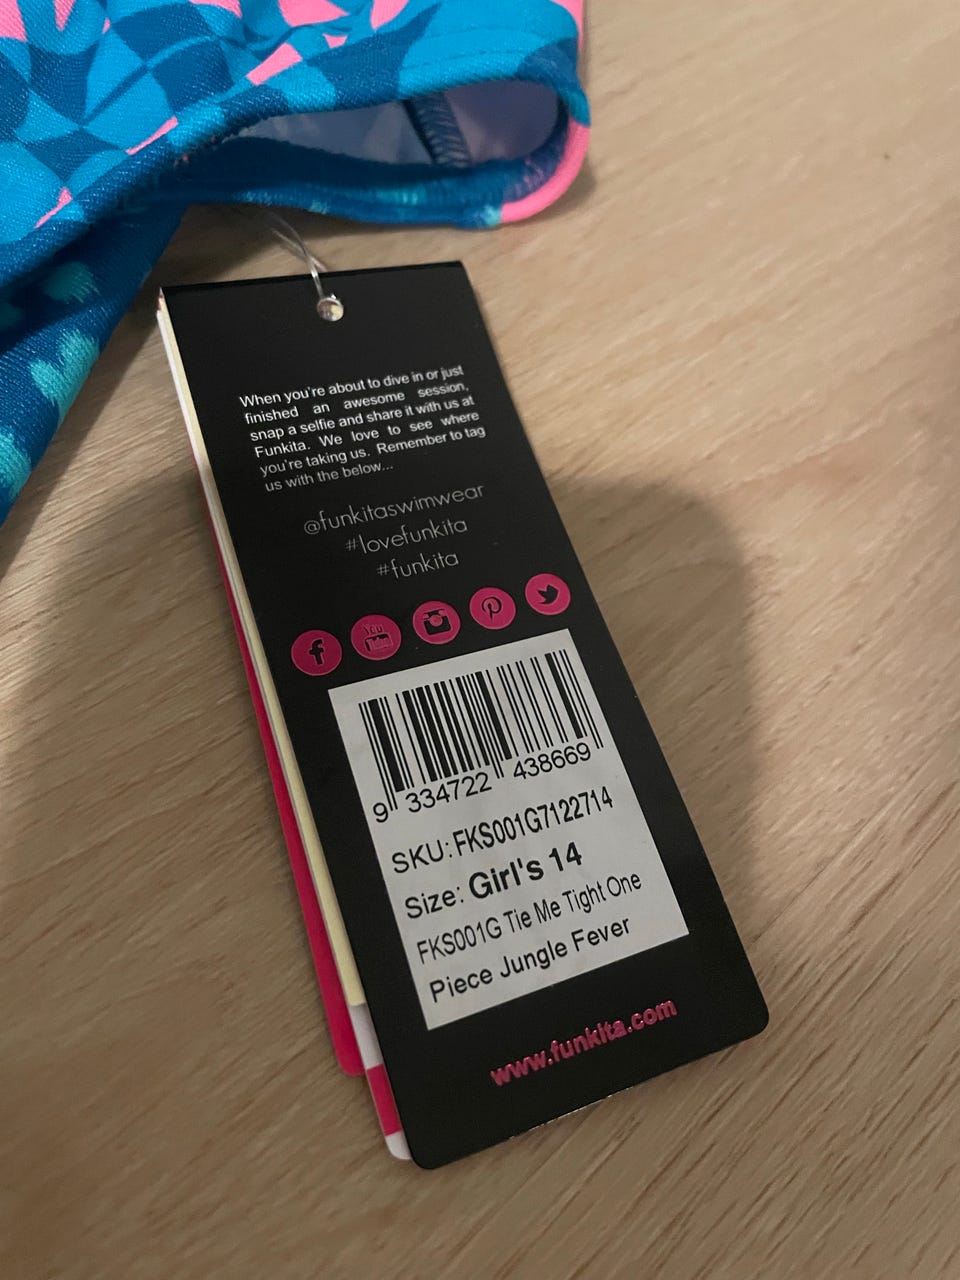 When you're about to dive in or just
finished an awesome session,
snap a selfie and share it with us at
Funkita. We love to see where
you're taking us. Remember to tag
us with the below...
@funkitaswimwear
#lovefunkita
#funkita
You
Tube
9 334722 438669
SKU: FKS001G7122714
Size: Girl's 14
FKS001G Tie Me Tight One
Piece Jungle Fever
www.funkita.com